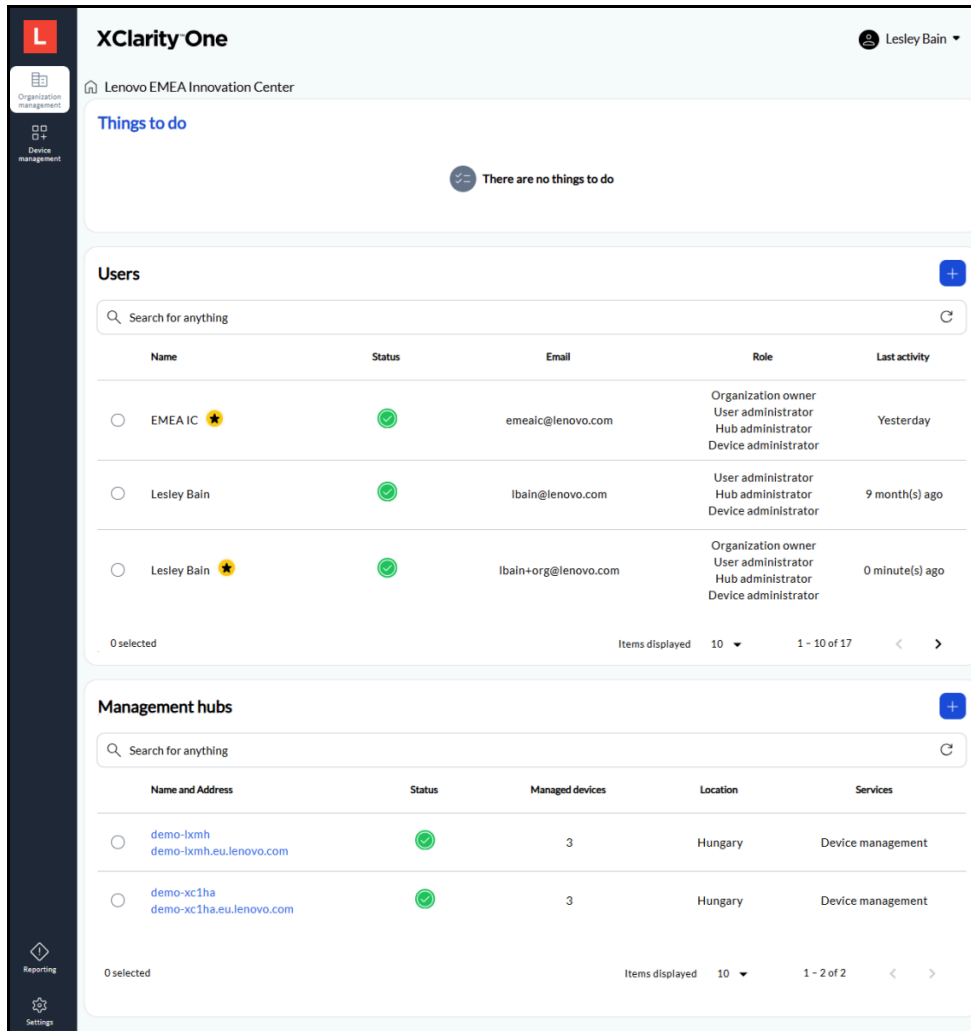 L
XClarity™One
Lesley Bain
Organization
management
Lenovo EMEA Innovation Center
Device
management
Things to do
There are no things to do
Users
+
Search for anything
Name Status Email Role Last activity
EMEA IC emeaic@lenovo.com Organization owner
User administrator
Hub administrator
Device administrator Yesterday
Lesley Bain lbain@lenovo.com User administrator
Hub administrator
Device administrator 9 month(s) ago
Lesley Bain lbain+org@lenovo.com Organization owner
User administrator
Hub administrator
Device administrator 0 minute(s) ago
0 selected Items displayed 10 1 – 10 of 17 < >
Management hubs
+
Search for anything
Name and Address Status Managed devices Location Services
demo-lxmh
demo-lxmh.eu.lenovo.com 3 Hungary Device management
demo-xc1ha
demo-xc1ha.eu.lenovo.com 3 Hungary Device management
0 selected Items displayed 10 1 – 2 of 2 < >
Reporting
Settings